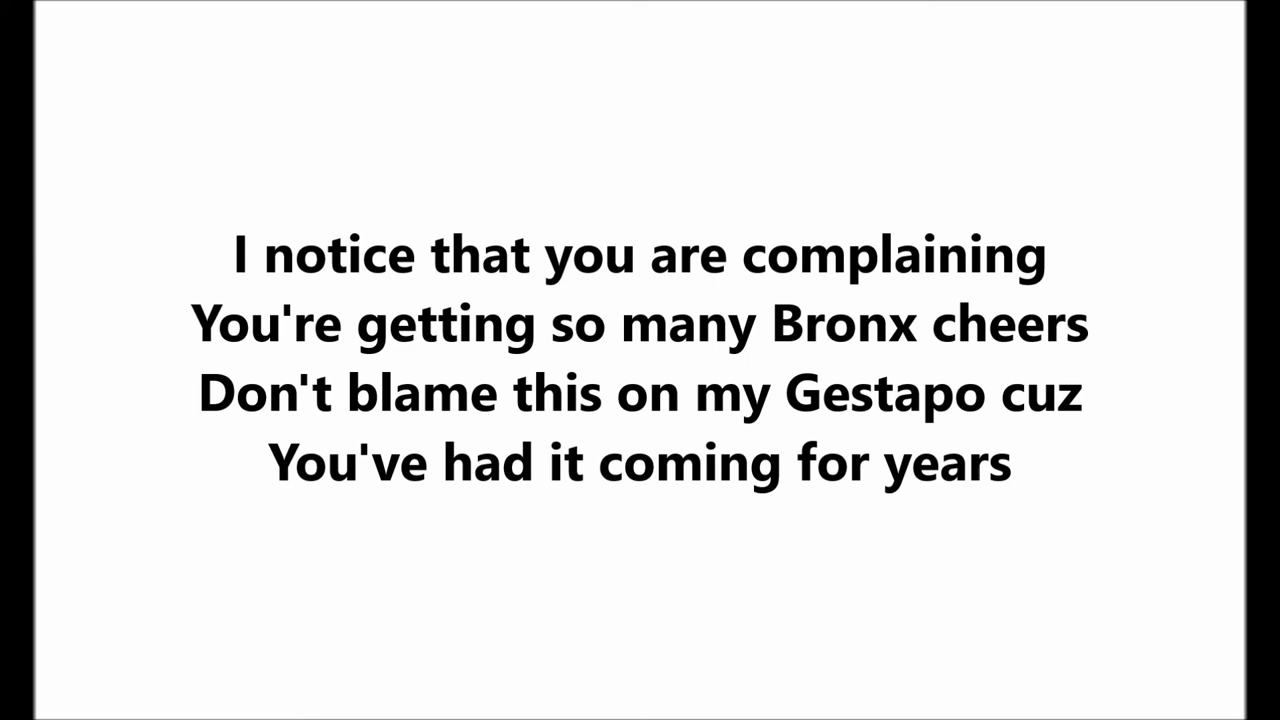 I notice that you are complaining
You're getting so many Bronx cheers
Don't blame this on my Gestapo cuz
You've had it coming for years